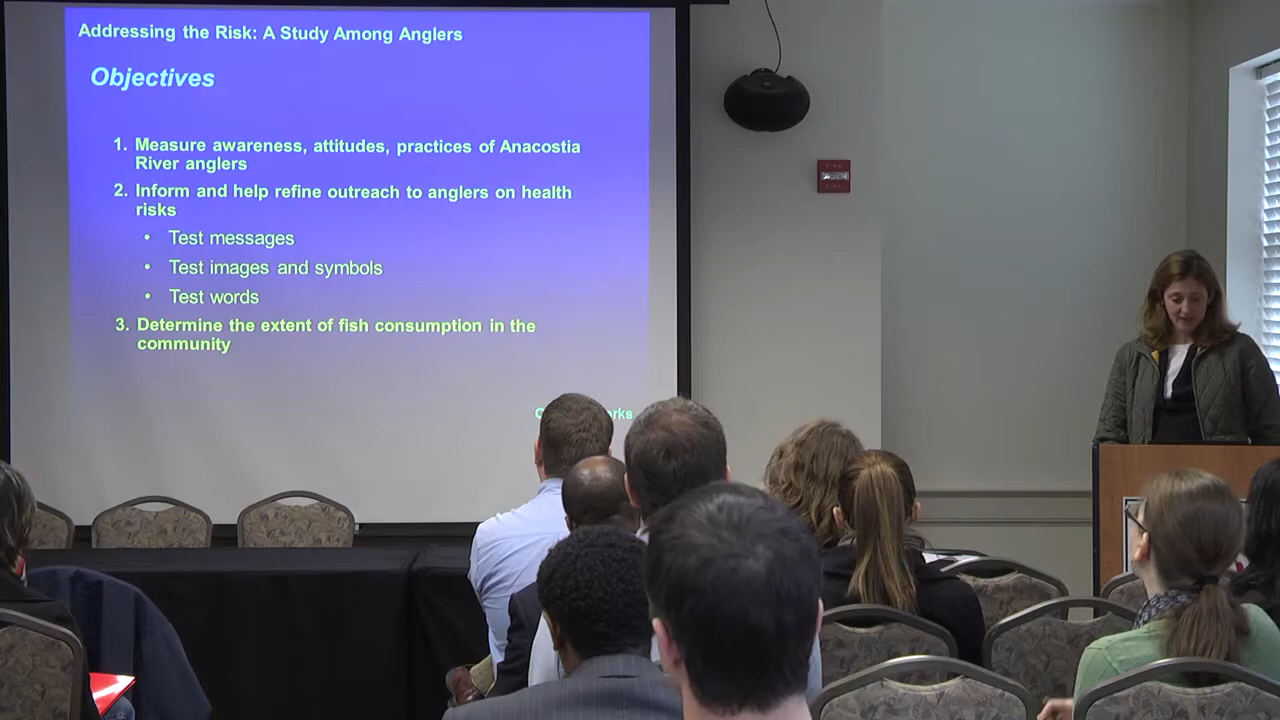 Addressing the Risk: A Study Among Anglers
Objectives
1. Measure awareness, attitudes, practices of Anacostia
River anglers
2. Inform and help refine outreach to anglers on health
risks
• Test messages
• Test images and symbols
• Test words
3. Determine the extent of fish consumption in the
community